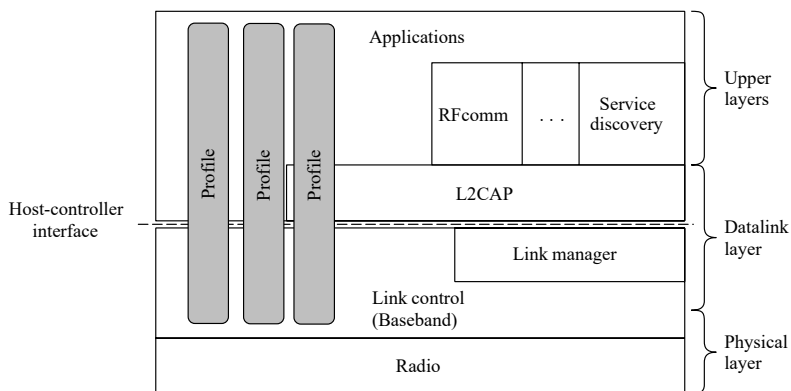 Applications
Upper
layers
RFcomm
. . .
Service
discovery
Profile
Profile
Profile
L2CAP
Host-controller
interface
Datalink
layer
Link manager
Link control
(Baseband)
Physical
layer
Radio